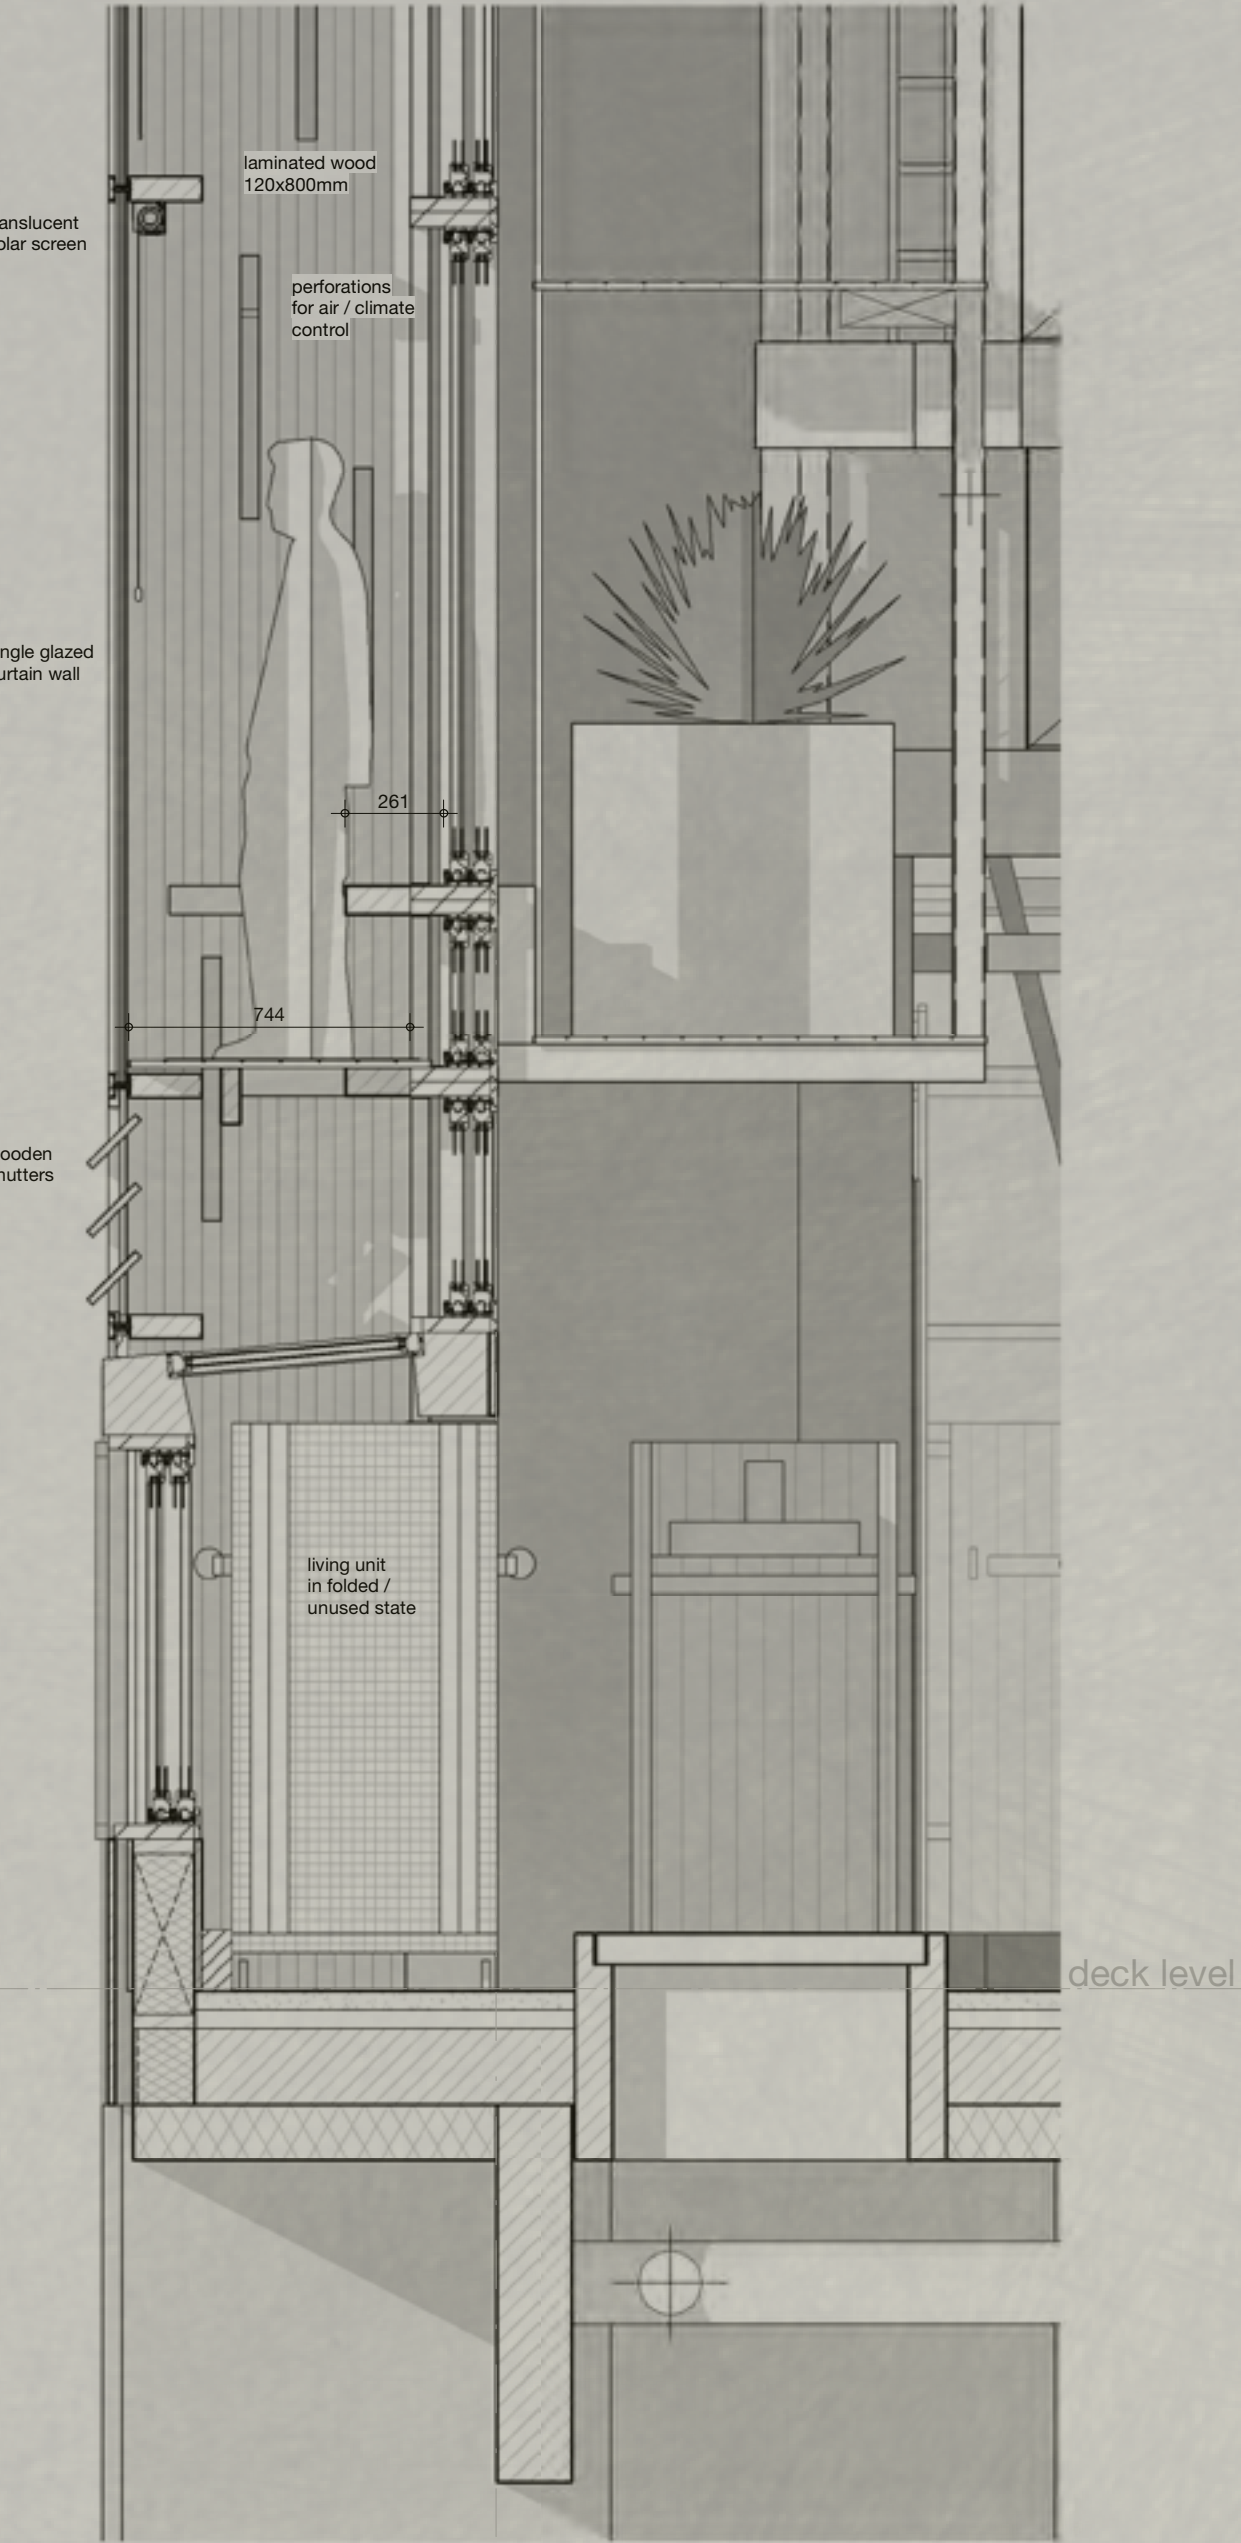 laminated wood
120x800mm
anslucent
olar screen
perforations
for air / climate
control
ngle glazed
urtain wall
261
744
ooden
nutters
living unit
in folded /
unused state
deck level